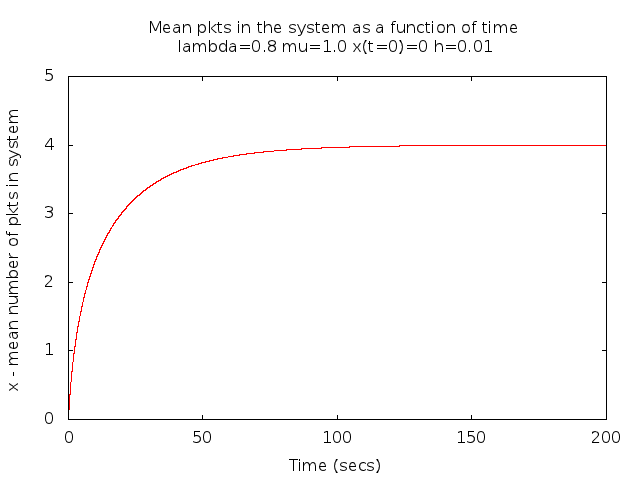 Mean pkts in the system as a function of time
lambda=0.8 mu=1.0 x(t=0)=0 h=0.01
5
4
3
2
1
0
x - mean number of pkts in system
0 50 100 150 200
Time (secs)